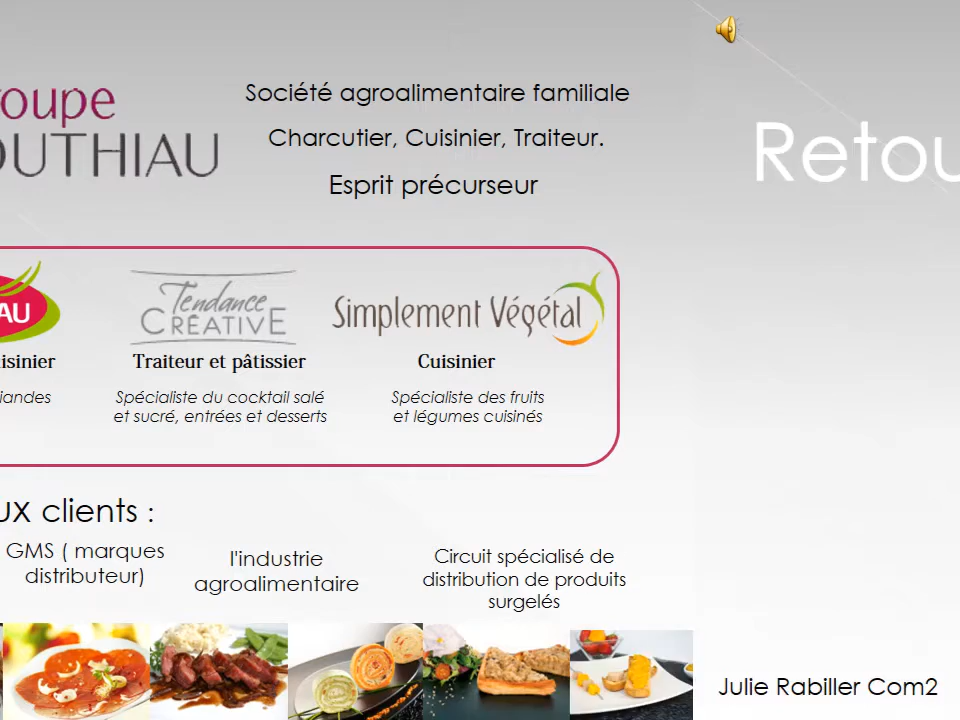 oupe
OUTHIAU
Société agroalimentaire familiale
Charcutier, Cuisinier, Traiteur.
Esprit précurseur
Retou
AU
Tendance
CRÉATIVE
Simplement Végétal
isinier
Traiteur et pâtissier
Cuisinier
iandes
Spécialiste du cocktail salé
et sucré, entrées et desserts
Spécialiste des fruits
et légumes cuisinés
ux clients :
GMS ( marques
distributeur)
l'industrie
agroalimentaire
Circuit spécialisé de
distribution de produits
surgelés
Julie Rabiller Com2